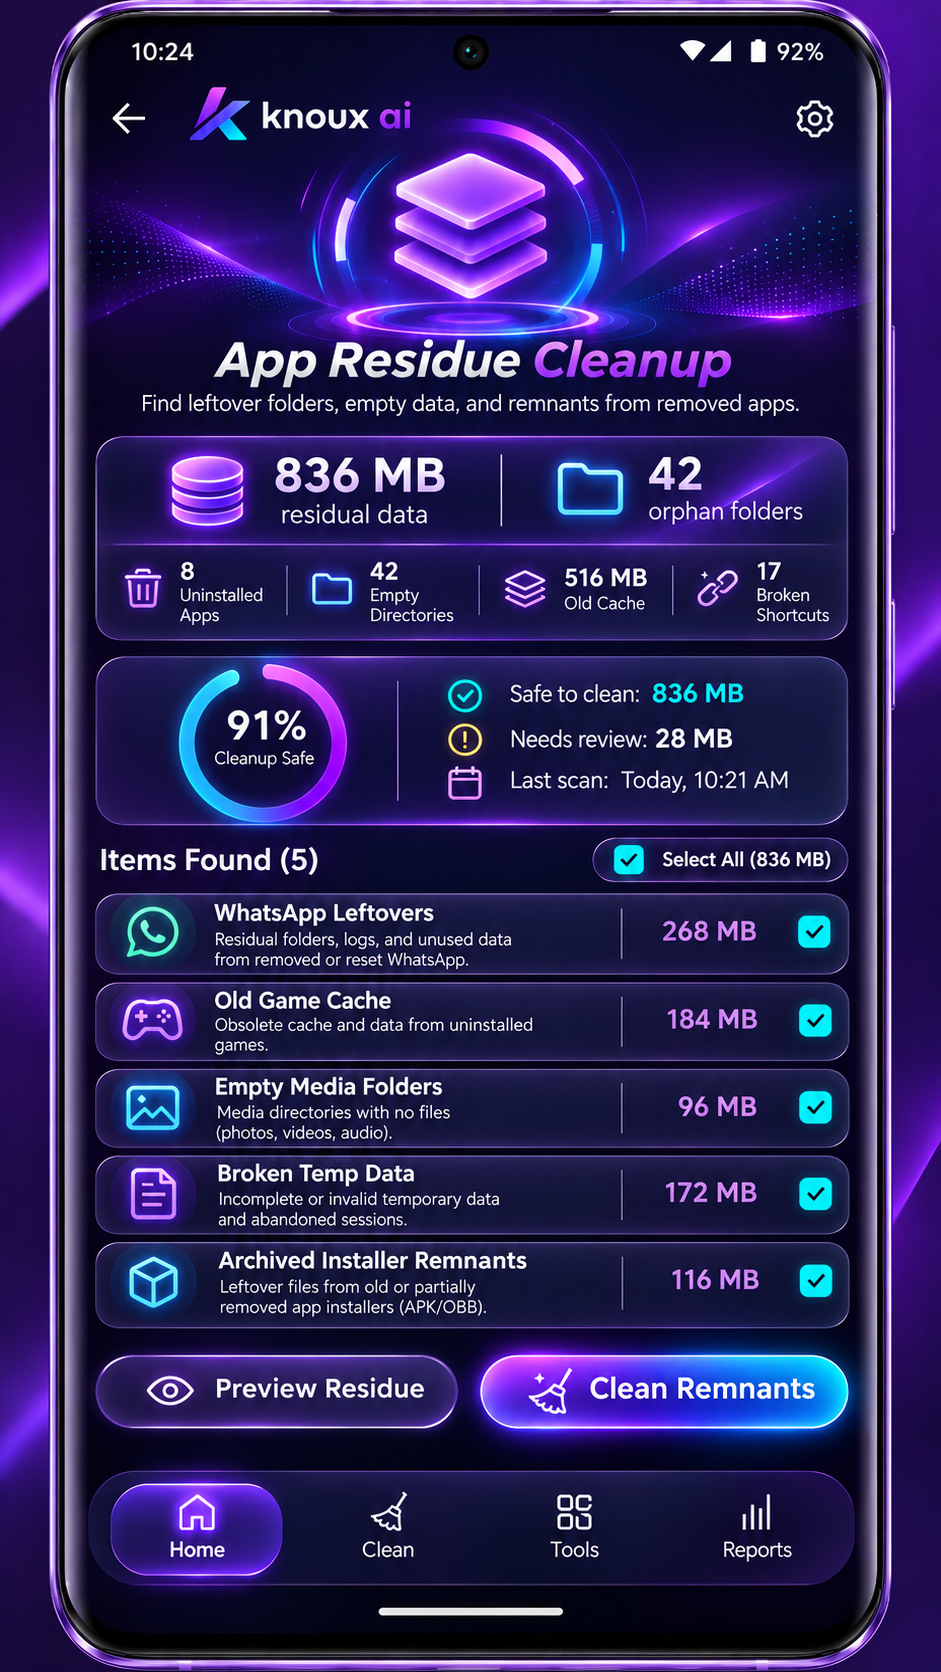 10:24
92%
knoux ai
App Residue Cleanup
Find leftover folders, empty data, and remnants from removed apps.
836 MB
residual data
42
orphan folders
8
Uninstalled
Apps
42
Empty
Directories
516 MB
Old Cache
17
Broken
Shortcuts
91%
Cleanup Safe
Safe to clean: 836 MB
Needs review: 28 MB
Last scan: Today, 10:21 AM
Items Found (5)
Select All (836 MB)
WhatsApp Leftovers
Residual folders, logs, and unused data
from removed or reset WhatsApp.
268 MB
Old Game Cache
Obsolete cache and data from uninstalled
games.
184 MB
Empty Media Folders
Media directories with no files
(photos, videos, audio).
96 MB
Broken Temp Data
Incomplete or invalid temporary data
and abandoned sessions.
172 MB
Archived Installer Remnants
Leftover files from old or partially
removed app installers (APK/OBB).
116 MB
Preview Residue
Clean Remnants
Home
Clean
Tools
Reports